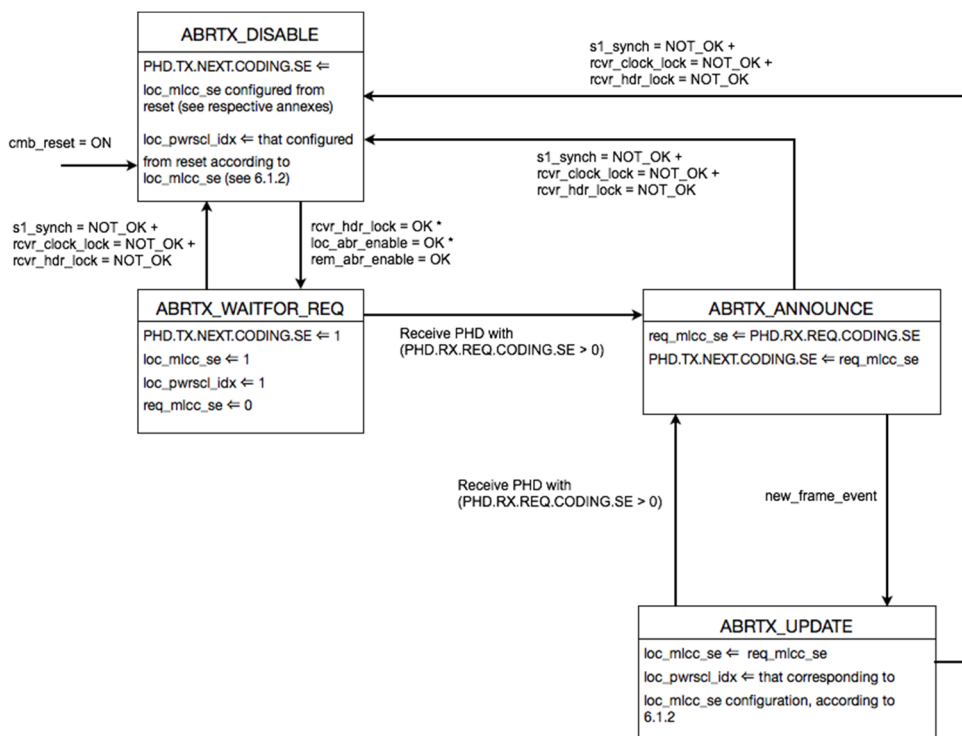 ABRTX_DISABLE
PHD.TX.NEXT.CODING.SE ⇐
loc_mlcc_se configured from
reset (see respective annexes)
loc_pwrscl_idx ⇐ that configured
from reset according to
loc_mlcc_se (see 6.1.2)
cmb_reset = ON
s1_synch = NOT_OK +
rcvr_clock_lock = NOT_OK +
rcvr_hdr_lock = NOT_OK
s1_synch = NOT_OK +
rcvr_clock_lock = NOT_OK +
rcvr_hdr_lock = NOT_OK
s1_synch = NOT_OK +
rcvr_clock_lock = NOT_OK +
rcvr_hdr_lock = NOT_OK
rcvr_hdr_lock = OK *
loc_abr_enable = OK *
rem_abr_enable = OK
ABRTX_WAITFOR_REQ
PHD.TX.NEXT.CODING.SE ⇐ 1
loc_mlcc_se ⇐ 1
loc_pwrscl_idx ⇐ 1
req_mlcc_se ⇐ 0
Receive PHD with
(PHD.RX.REQ.CODING.SE > 0)
ABRTX_ANNOUNCE
req_mlcc_se ⇐ PHD.RX.REQ.CODING.SE
PHD.TX.NEXT.CODING.SE ⇐ req_mlcc_se
Receive PHD with
(PHD.RX.REQ.CODING.SE > 0)
new_frame_event
ABRTX_UPDATE
loc_mlcc_se ⇐ req_mlcc_se
loc_pwrscl_idx ⇐ that corresponding to
loc_mlcc_se configuration, according to
6.1.2